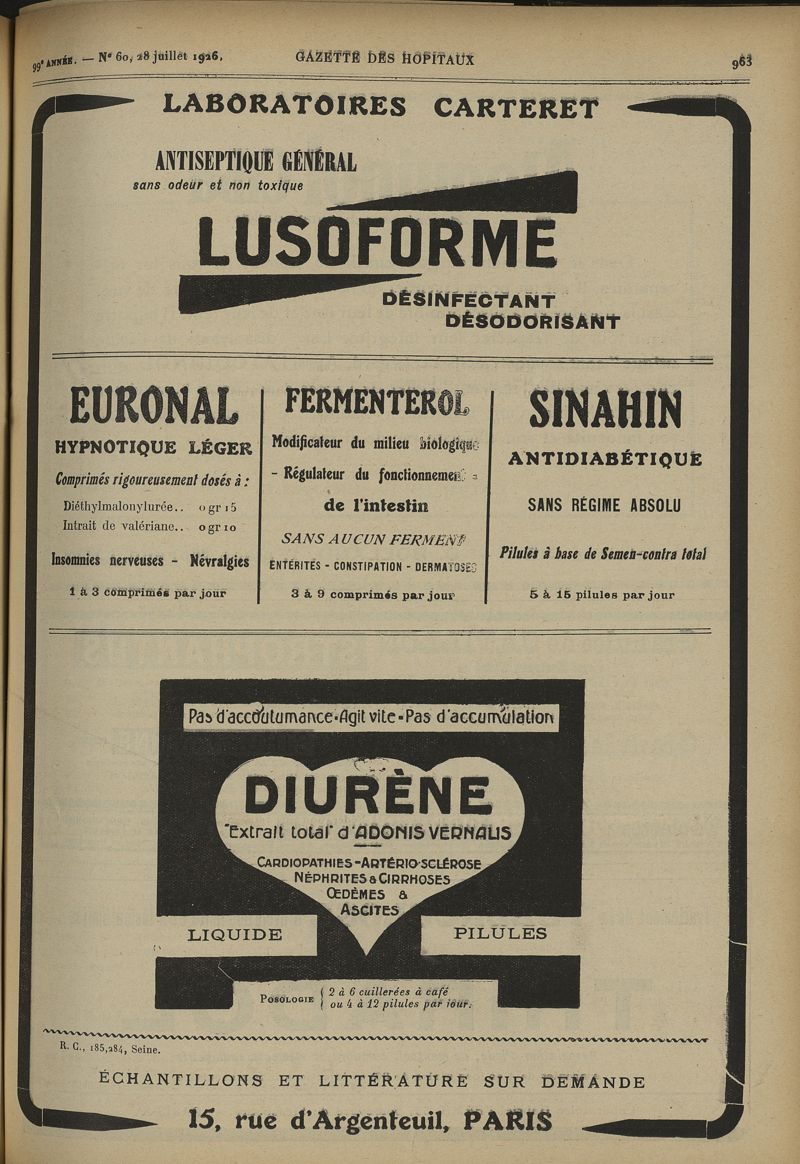 99e ANNÉE. — No 60, 28 juillet 1926. GAZETTE DES HOPITAUX 963
LABORATOIRES CARTERET
ANTISEPTIQUE GÉNÉRAL
sans odeur et non toxique
LUSOFORME
DÉSINFECTANT
DÉSODORISANT
EURONAL
HYPNOTIQUE LÉGER
Comprimés rigoureusement dosés à :
Diéthylmalonylurée.. 0 gr 15
Intrait de valériane.. 0 gr 10
Insomnies nerveuses - Névralgies
1 à 3 comprimés par jour
FERMENTEROL
Modificateur du milieu biologique
- Régulateur du fonctionnement -
de l'intestin
SANS AUCUN FERMENT
ENTÉRITES - CONSTIPATION - DERMATOSES
3 à 9 comprimés par jour
SINAHIN
ANTIDIABÉTIQUE
SANS RÉGIME ABSOLU
Pilules à base de Semen-contra total
5 à 15 pilules par jour
Pas d'accoutumance-Agit vite-Pas d'accumulation
DIURÈNE
"Extrait total" d'ADONIS VERNALIS
CARDIOPATHIES-ARTÉRIO-SCLÉROSE
NÉPHRITES & CIRRHOSES
ŒDÈMES &
ASCITES
LIQUIDE PILULES
POSOLOGIE { 2 à 6 cuillerées à café
ou 4 à 12 pilules par jour.
R. C., 185,284, Seine.
ÉCHANTILLONS ET LITTÉRATURE SUR DEMANDE
15, rue d'Argenteuil, PARIS